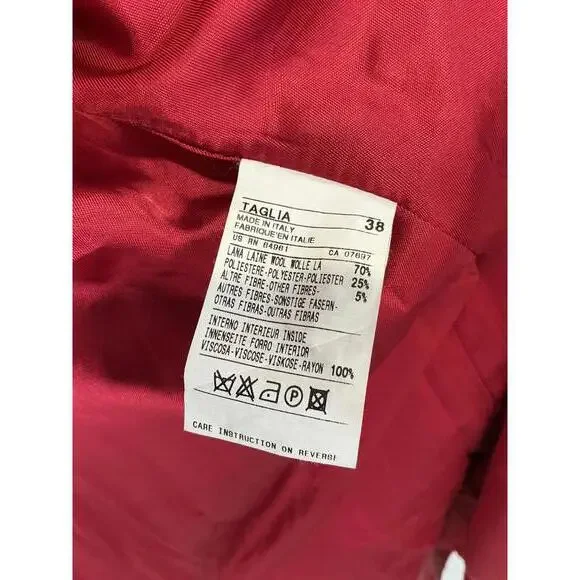 TAGLIA 38
MADE IN ITALY
FABRIQUE'EN ITALIE
US RN 84981 CA 07697
LANA LAINE WOOL WOLLE LA 70%
POLIESTERE-POLYESTER-POLIESTER 25%
ALTRE FIBRE-OTHER FIBRES- 5%
AUTRES FIBRES-SONSTIGE FASERN-
OTRAS FIBRAS-OUTRAS FIBRAS
INTERNO INTERIEUR INSIDE
INNENSEITE FORRO INTERIOR
VISCOSA-VISCOSE-VISKOSE-RAYON 100%
P
CARE INSTRUCTION ON REVERSE